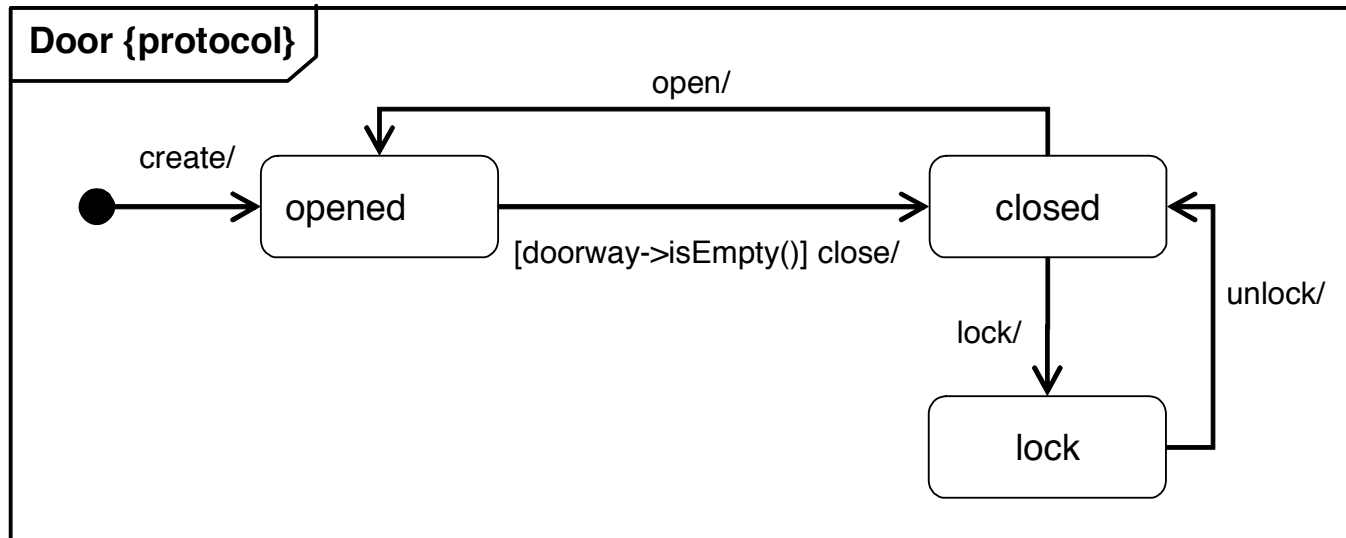 Door {protocol}
open/
create/
opened
closed
[doorway->isEmpty()] close/
unlock/
lock/
lock